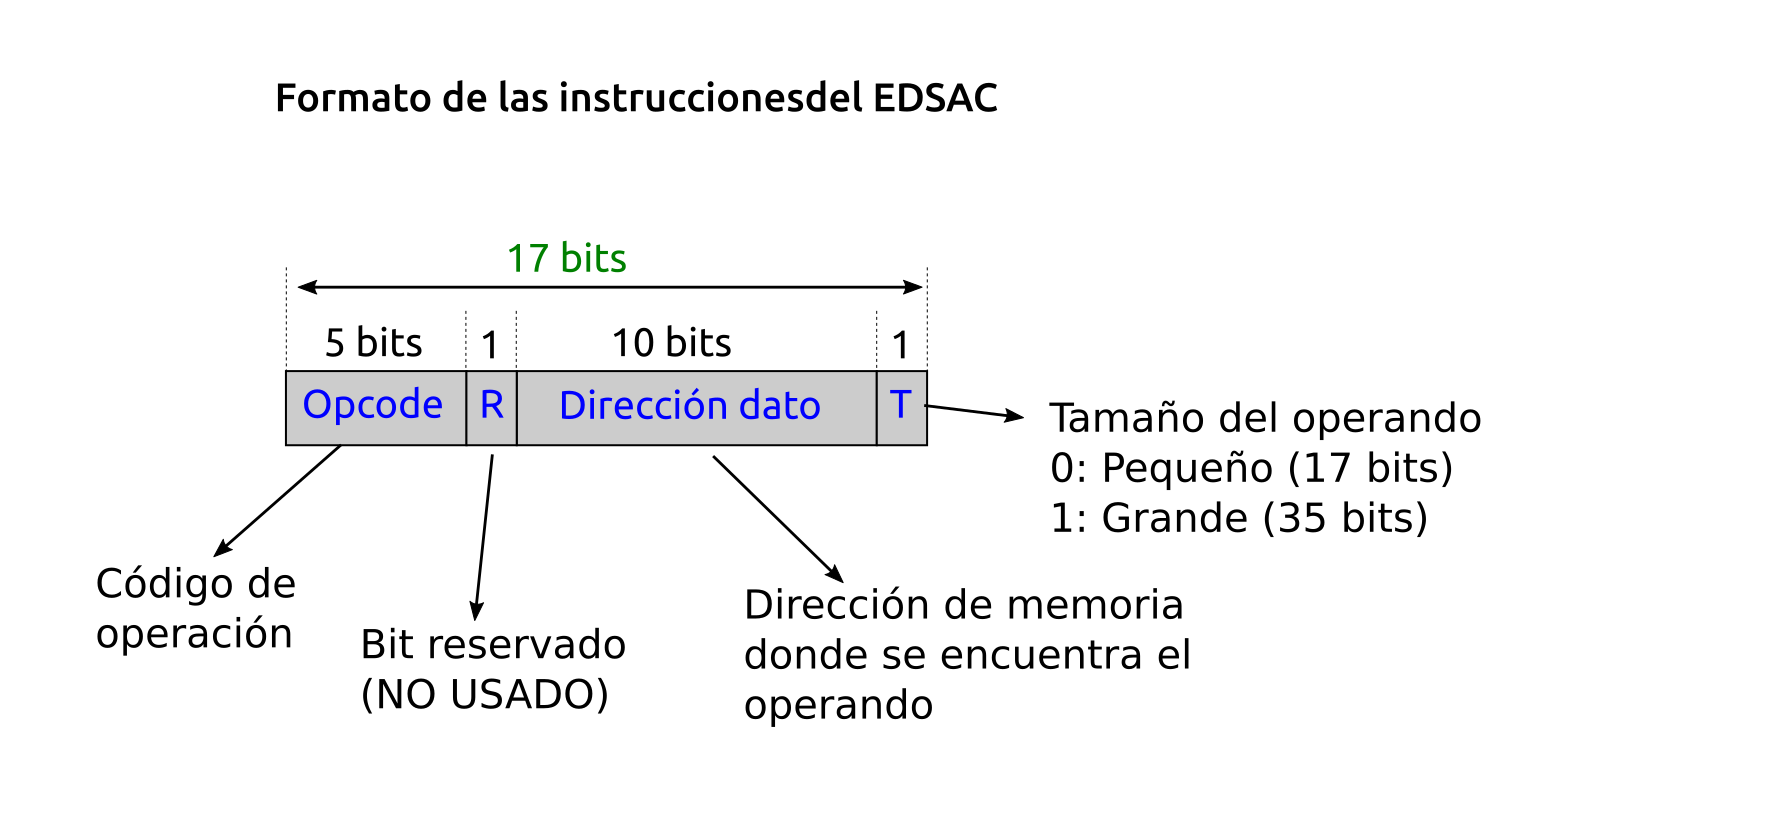 Formato de las instruccionesdel EDSAC
17 bits
5 bits 1 10 bits 1
Opcode R Dirección dato T
Tamaño del operando
0: Pequeño (17 bits)
1: Grande (35 bits)
Código de
operación
Bit reservado
(NO USADO)
Dirección de memoria
donde se encuentra el
operando